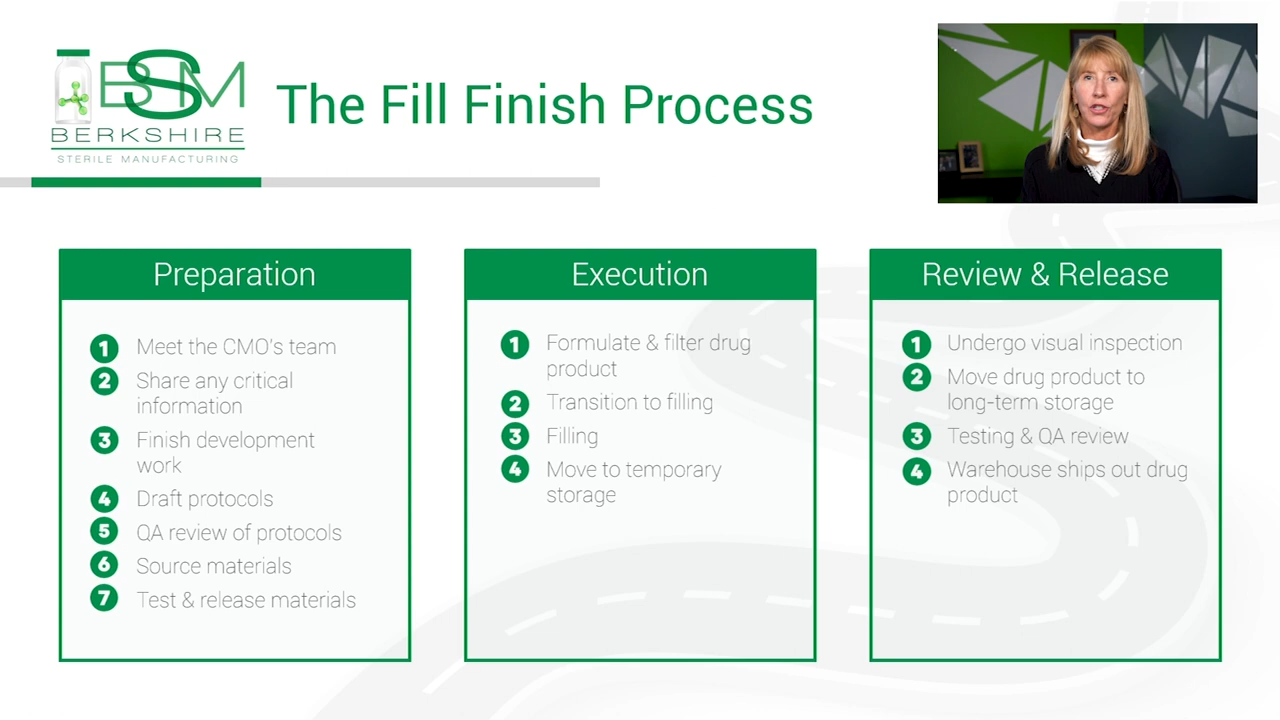 BSM
BERKSHIRE
STERILE MANUFACTURING
The Fill Finish Process
Preparation
1 Meet the CMO's team
2 Share any critical
information
3 Finish development
work
4 Draft protocols
5 QA review of protocols
6 Source materials
7 Test & release materials
Execution
1 Formulate & filter drug
product
2 Transition to filling
3 Filling
4 Move to temporary
storage
Review & Release
1 Undergo visual inspection
2 Move drug product to
long-term storage
3 Testing & QA review
4 Warehouse ships out drug
product